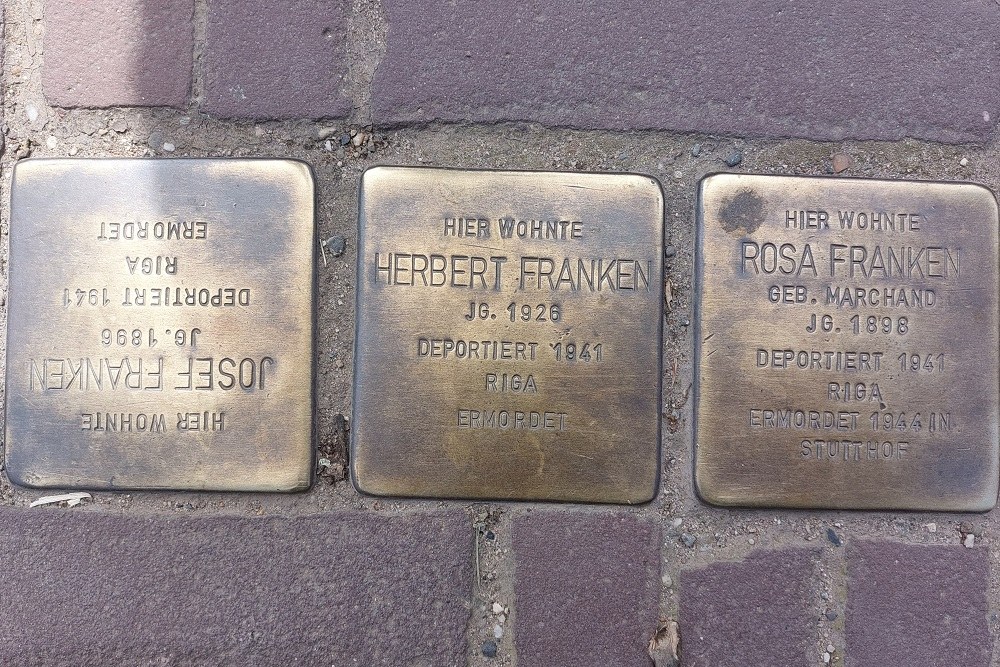 HIER WOHNTE
JOSEF FRANKEN
JG. 1896
DEPORTIERT 1941
RIGA
ERMORDET
HIER WOHNTE
HERBERT FRANKEN
JG. 1926
DEPORTIERT 1941
RIGA
ERMORDET
HIER WOHNTE
ROSA FRANKEN
GEB. MARCHAND
JG. 1898
DEPORTIERT 1941
RIGA
ERMORDET 1944 IN
STUTTHOF